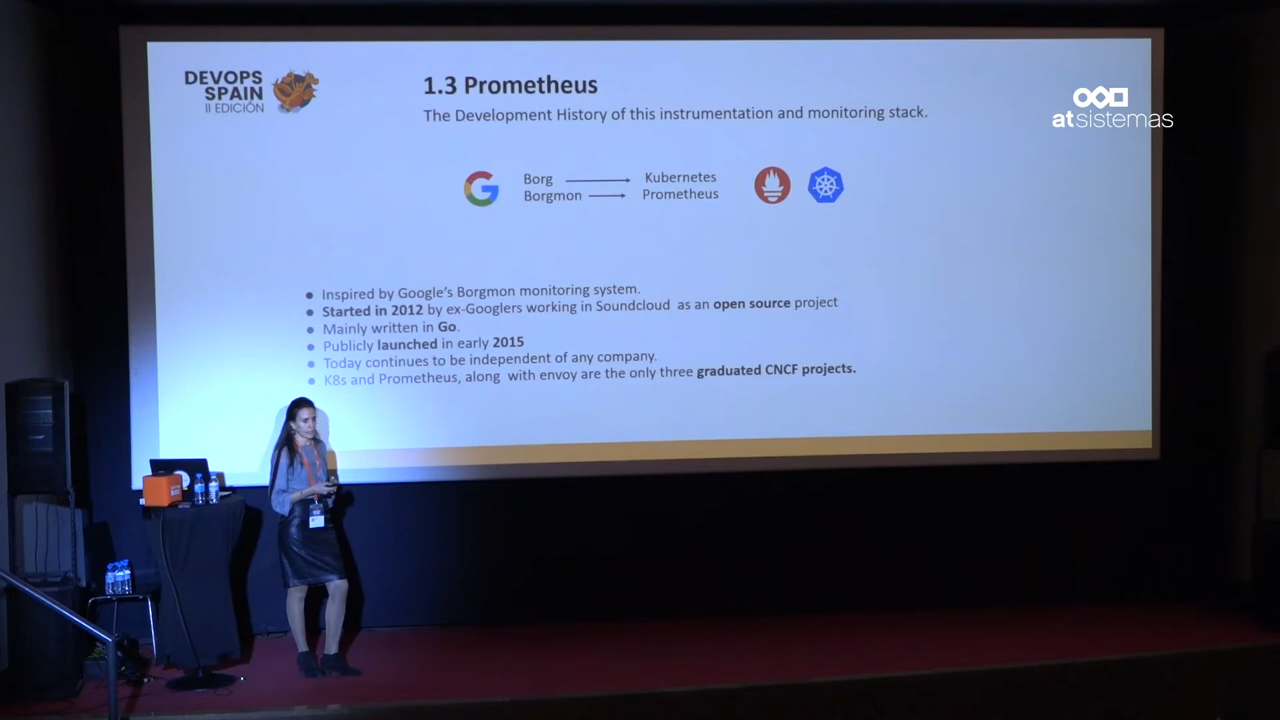 DEVOPS
SPAIN
II EDICIÓN
1.3 Prometheus
The Development History of this instrumentation and monitoring stack.
atsistemas
Borg Kubernetes
Borgmon Prometheus
Inspired by Google's Borgmon monitoring system.
Started in 2012 by ex-Googlers working in Soundcloud as an open source project
Mainly written in Go.
Publicly launched in early 2015
Today continues to be independent of any company.
K8s and Prometheus, along with envoy are the only three graduated CNCF projects.